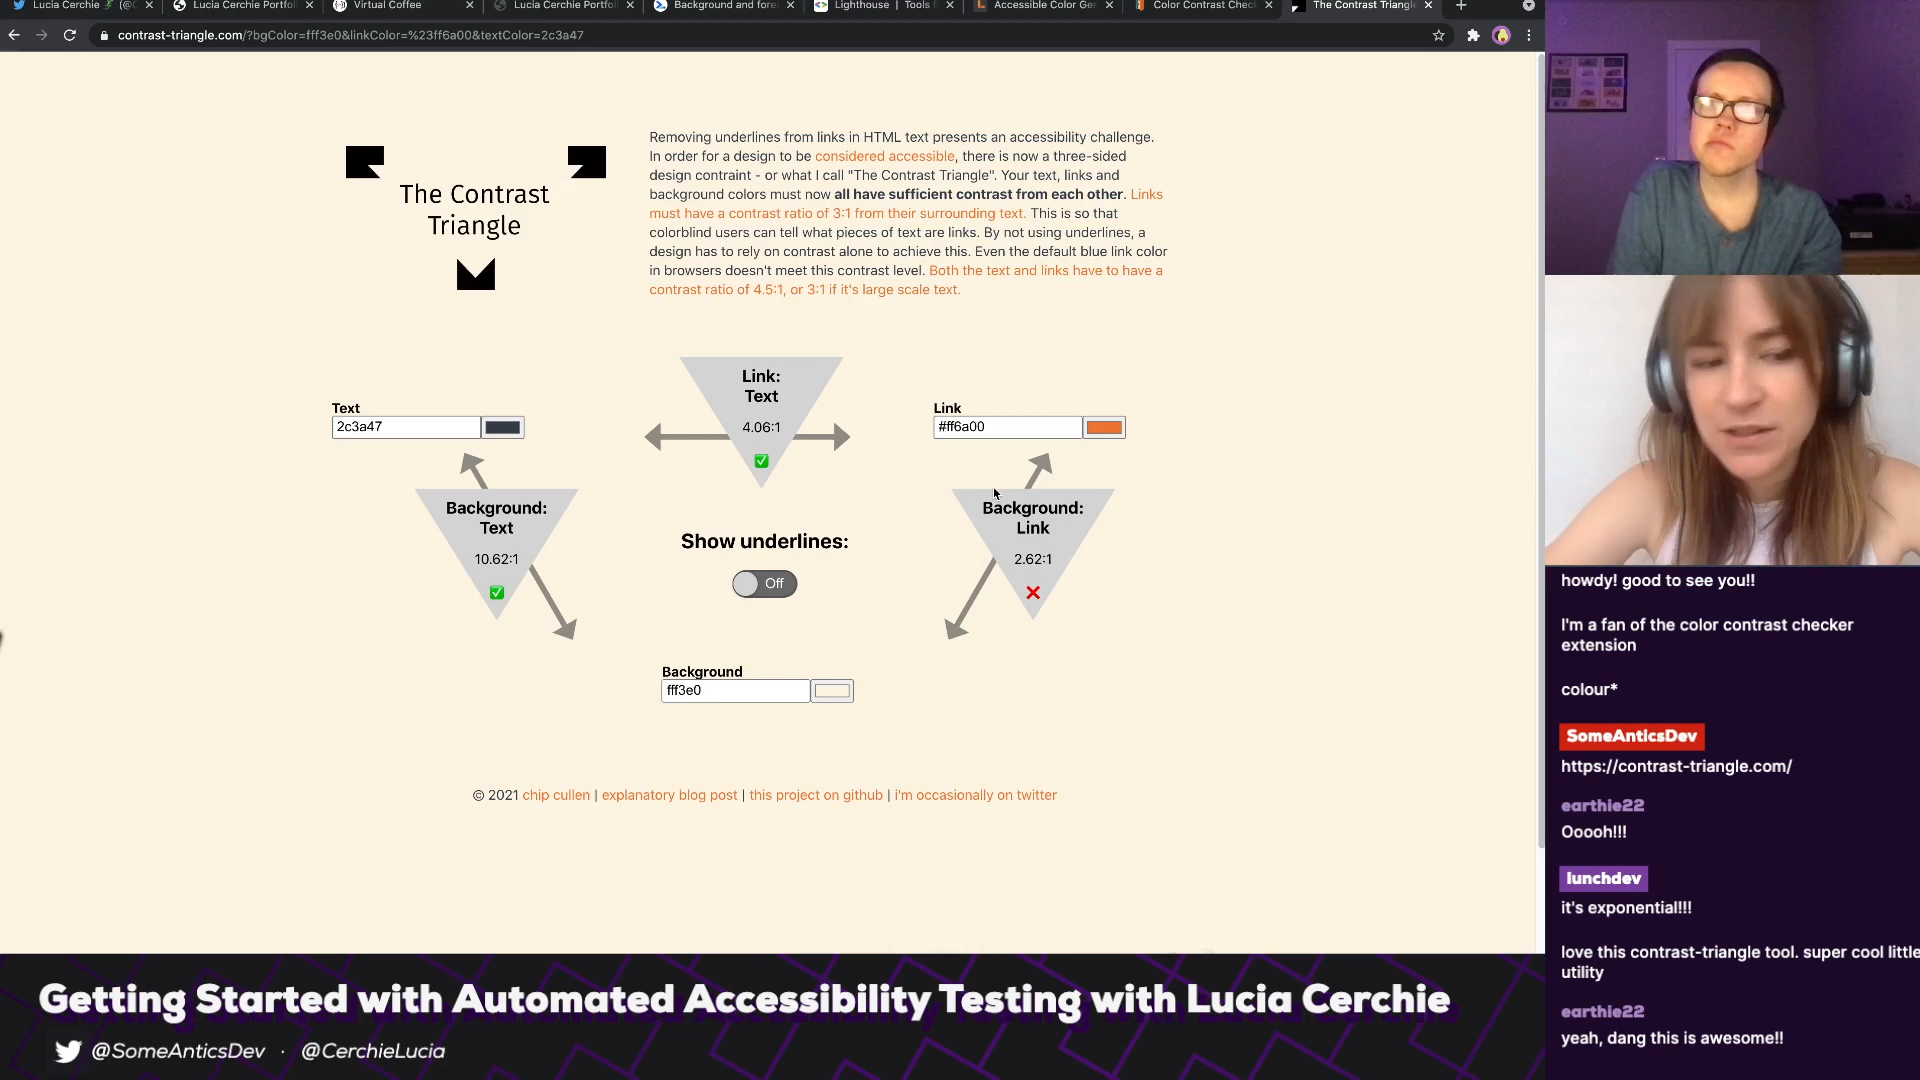 Lucia Cerchie
Lucia Cerchie Portfoli
Virtual Coffee
Lucia Cerchie Portfoli
Background and fore
Lighthouse | Tools f
Accessible Color Gen
Color Contrast Check
The Contrast Triangle
contrast-triangle.com/?bgColor=fff3e0&linkColor=%23ff6a00&textColor=2c3a47
The Contrast
Triangle
Removing underlines from links in HTML text presents an accessibility challenge.
In order for a design to be considered accessible, there is now a three-sided
design contraint - or what I call "The Contrast Triangle". Your text, links and
background colors must now all have sufficient contrast from each other. Links
must have a contrast ratio of 3:1 from their surrounding text. This is so that
colorblind users can tell what pieces of text are links. By not using underlines, a
design has to rely on contrast alone to achieve this. Even the default blue link color
in browsers doesn't meet this contrast level. Both the text and links have to have a
contrast ratio of 4.5:1, or 3:1 if it's large scale text.
Link:
Text
4.06:1
Text
2c3a47
Link
#ff6a00
Background:
Text
10.62:1
Background:
Link
2.62:1
Show underlines:
Off
Background
fff3e0
© 2021 chip cullen | explanatory blog post | this project on github | i'm occasionally on twitter
howdy! good to see you!!
I'm a fan of the color contrast checker
extension
colour*
SomeAnticsDev
https://contrast-triangle.com/
earthie22
Ooooh!!!
lunchdev
it's exponential!!!
love this contrast-triangle tool. super cool little
utility
earthie22
yeah, dang this is awesome!!
Getting Started with Automated Accessibility Testing with Lucia Cerchie
@SomeAnticsDev · @CerchieLucia